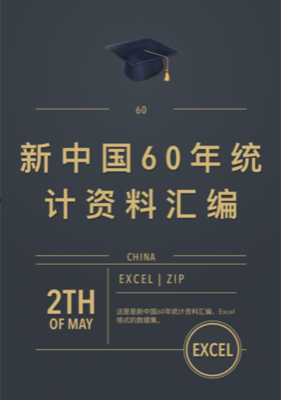 60
新中国60年统
计资料汇编
CHINA
EXCEL | ZIP
2TH
OF MAY
这里是新中国60年统计资料汇编，Excel
格式的数据集。
EXCEL